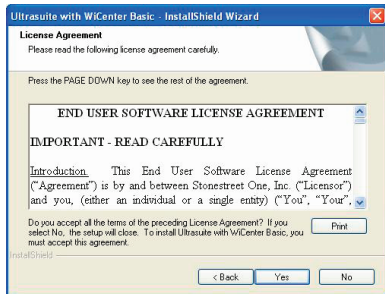 Ultrasuite with WiCenter Basic - InstallShield Wizard
License Agreement
Please read the following license agreement carefully.
Press the PAGE DOWN key to see the rest of the agreement.
END USER SOFTWARE LICENSE AGREEMENT
IMPORTANT - READ CAREFULLY
Introduction. This End User Software License Agreement
("Agreement") is by and between Stonestreet One, Inc. ("Licensor")
and you, (either an individual or a single entity) ("You", "Your",
Do you accept all the terms of the preceding License Agreement? If you
select No, the setup will close. To install Ultrasuite with WiCenter Basic, you
must accept this agreement.
Print
InstallShield
< Back
Yes
No